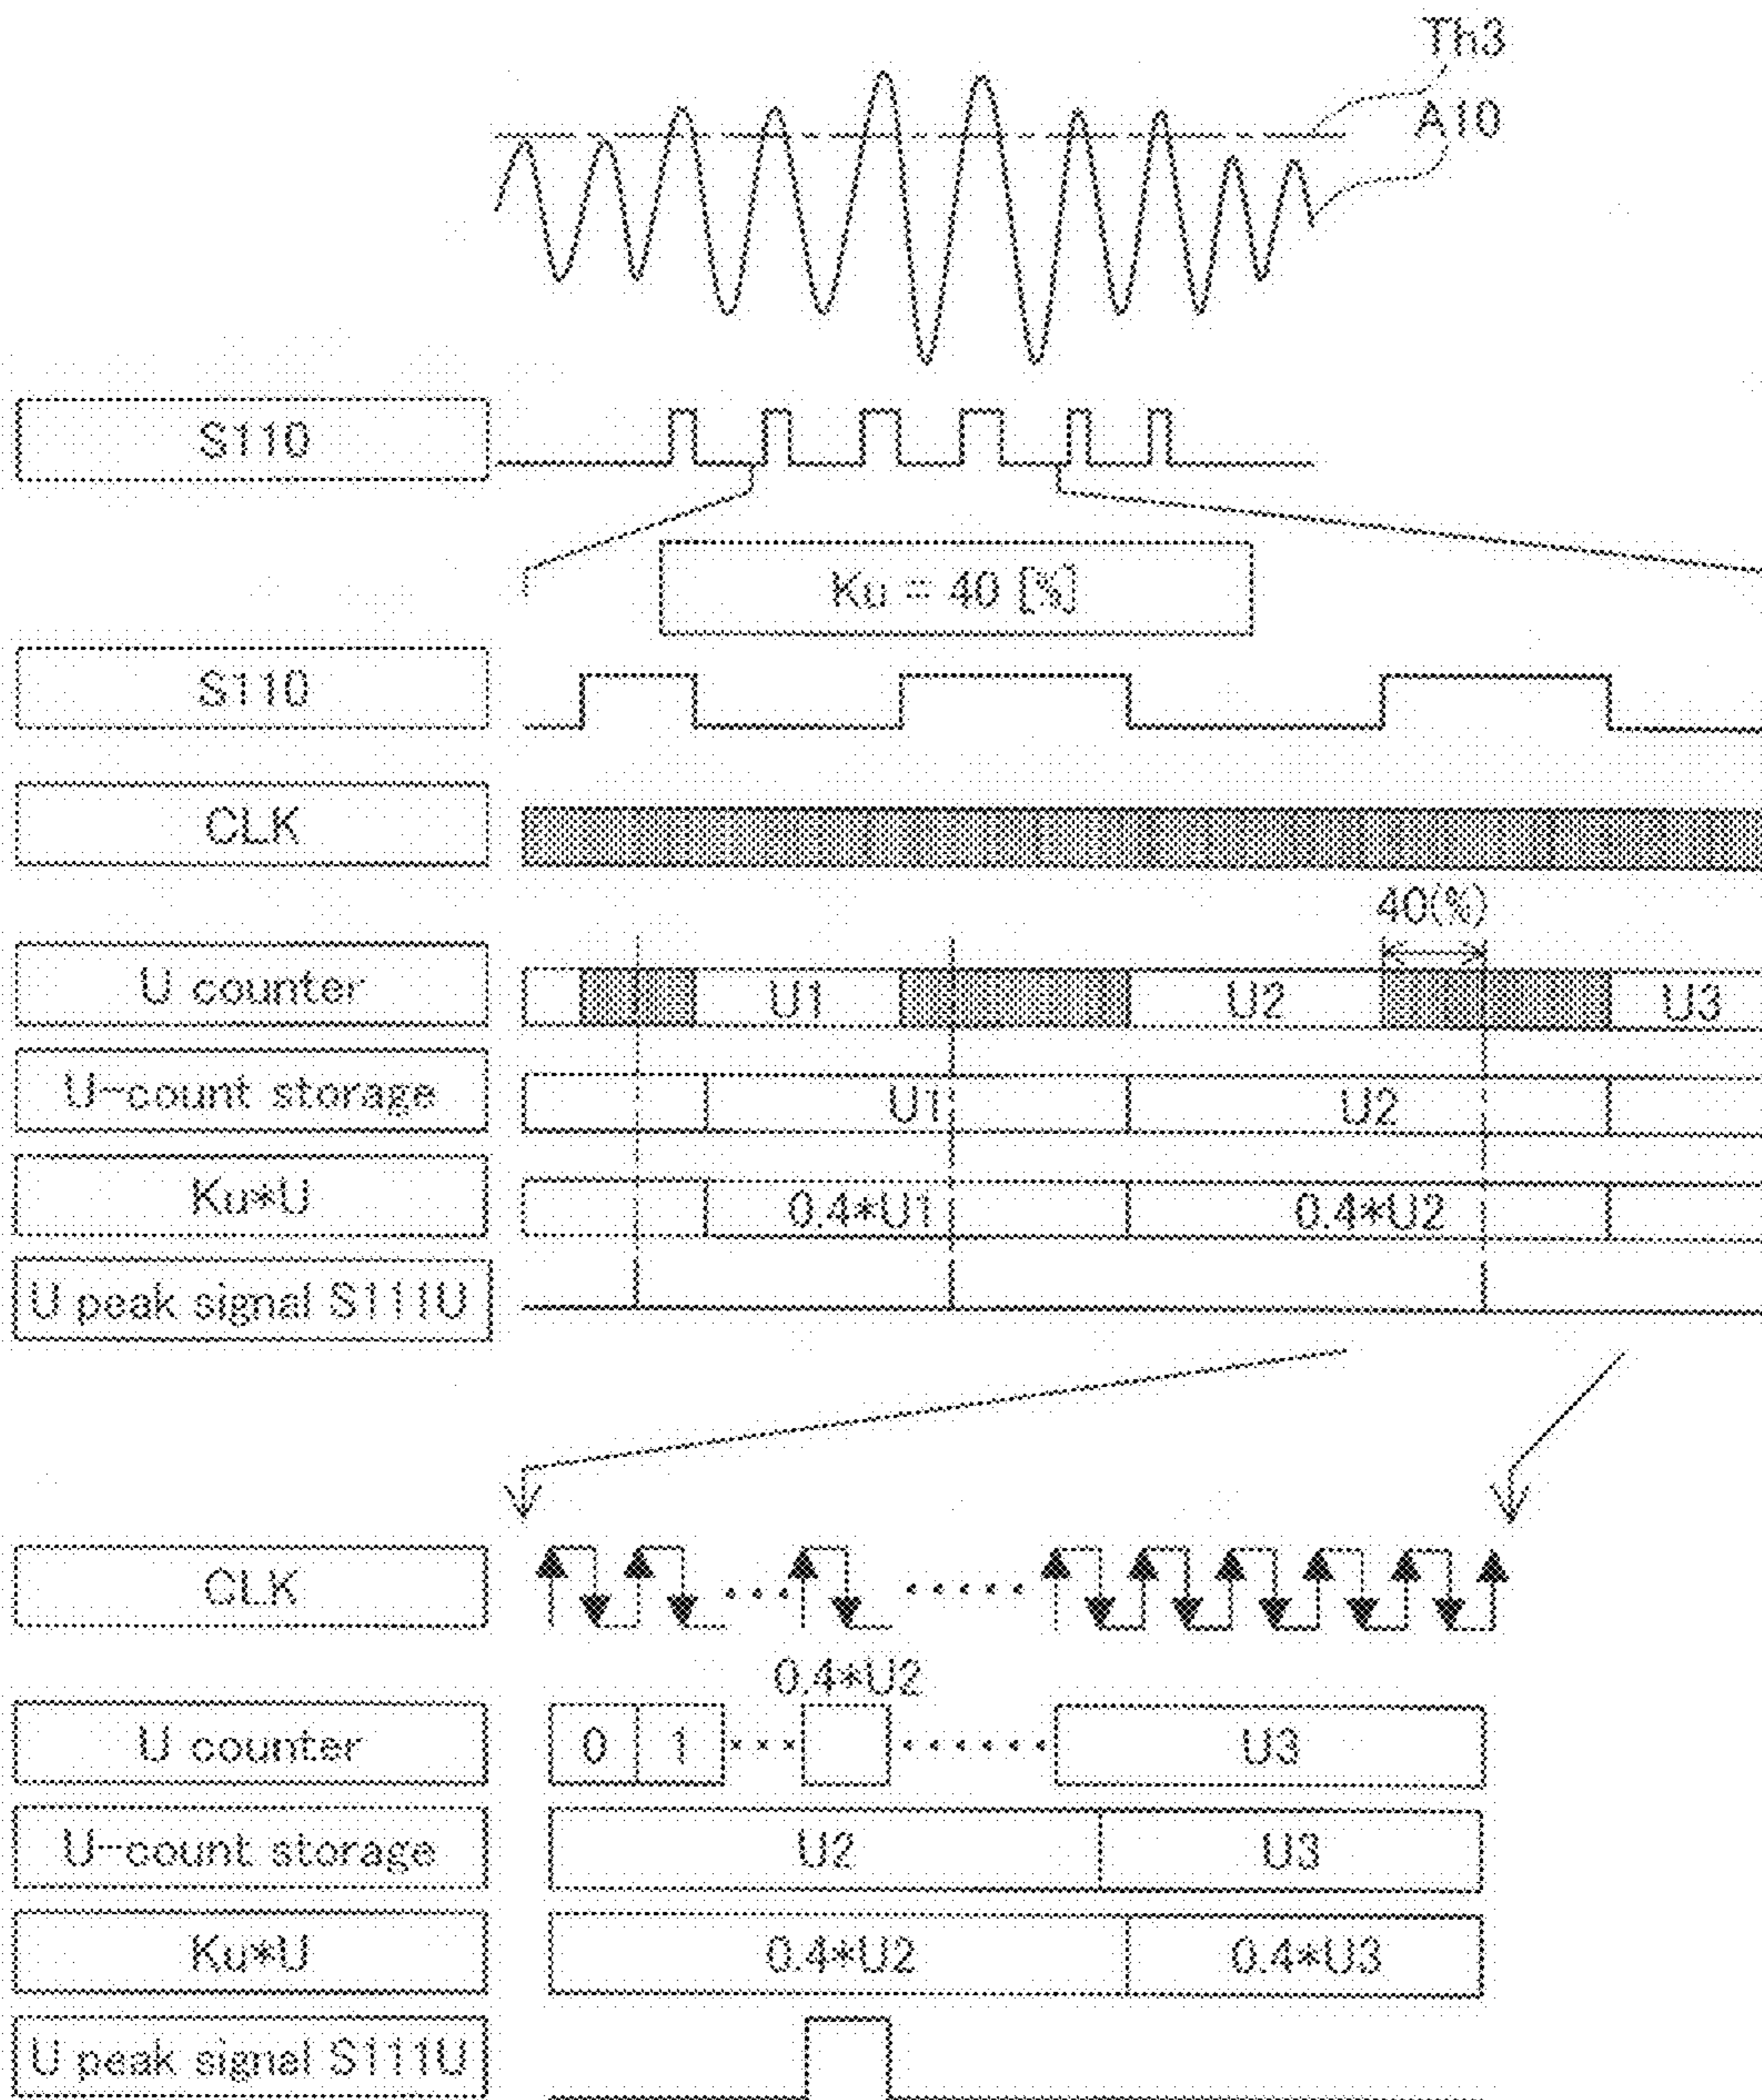 Th3
A10
S110
Ku = 40 [%]
S110
CLK
40(%)
U counter
U1
U2
U3
U-count storage
U1
U2
Ku*U
0.4*U1
0.4*U2
U peak signal S111U
CLK
0.4*U2
U counter
0
1
U3
U-count storage
U2
U3
Ku*U
0.4*U2
0.4*U3
U peak signal S111U